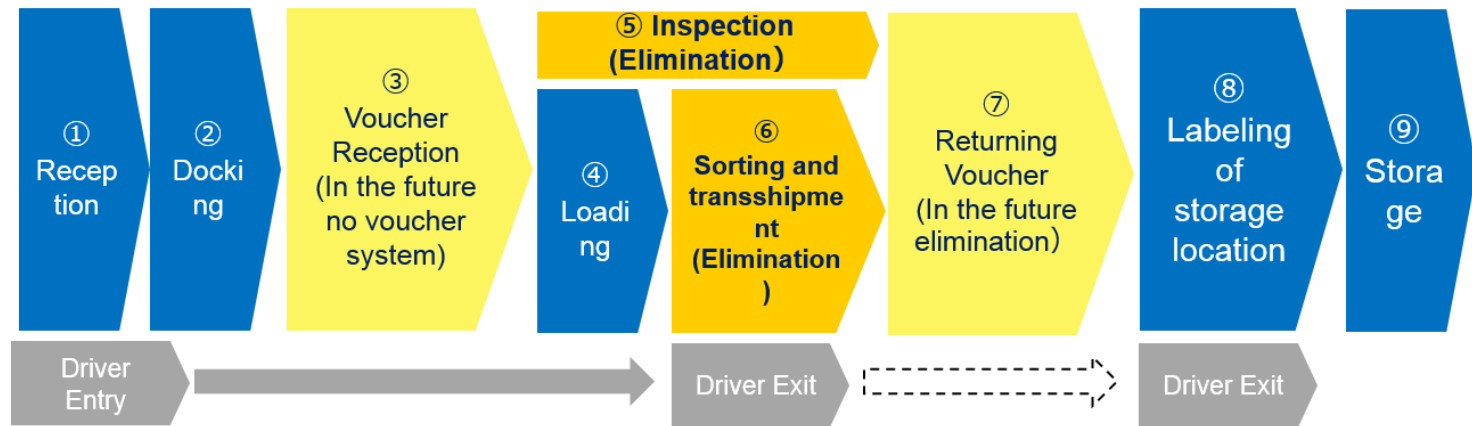 ①
Recep
tion
②
Docki
ng
③
Voucher
Reception
(In the future
no voucher
system)
⑤ Inspection
(Elimination）
④
Loadi
ng
⑥
Sorting and
transshipme
nt
(Elimination
)
⑦
Returning
Voucher
(In the future
elimination）
⑧
Labeling
of
storage
location
⑨
Stora
ge
Driver
Entry
Driver Exit
Driver Exit